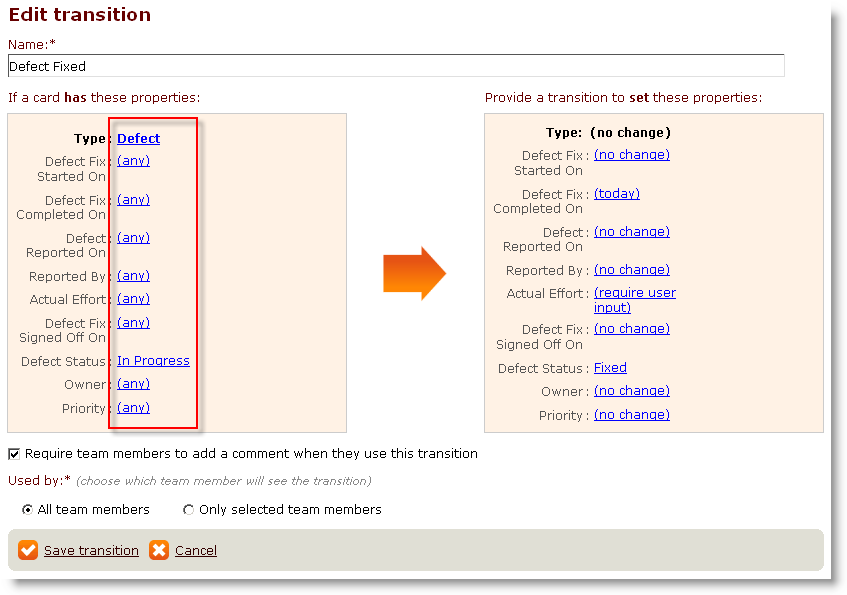 Edit transition
Name:*
Defect Fixed
If a card has these properties:
Type: Defect
Defect Fix Started On: (any)
Defect Fix Completed On: (any)
Defect Reported On: (any)
Reported By: (any)
Actual Effort: (any)
Defect Fix Signed Off On: (any)
Defect Status: In Progress
Owner: (any)
Priority: (any)
Provide a transition to set these properties:
Type: (no change)
Defect Fix : (no change)
Started On
Defect Fix : (today)
Completed On
Defect : (no change)
Reported On
Reported By : (no change)
Actual Effort : (require user
input)
Defect Fix : (no change)
Signed Off On
Defect Status : Fixed
Owner : (no change)
Priority : (no change)
Require team members to add a comment when they use this transition
Used by:* (choose which team member will see the transition)
All team members Only selected team members
Save transition Cancel